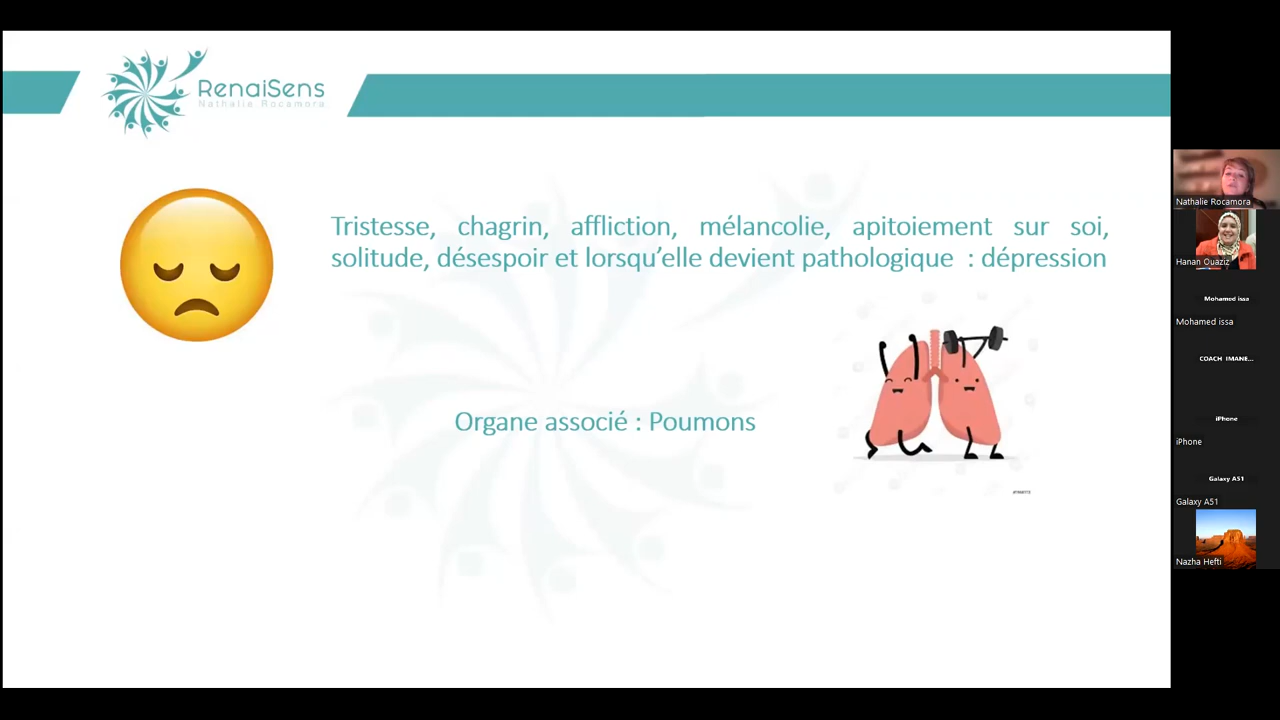 RenaiSens
Nathalie Rocamora
Tristesse, chagrin, affliction, mélancolie, apitoiement sur soi,
solitude, désespoir et lorsqu’elle devient pathologique : dépression
Organe associé : Poumons
Nathalie Rocamora
Hanan Ouaziz
Mohamed issa
Mohamed issa
COACH IMANE...
iPhone
iPhone
Galaxy A51
Galaxy A51
Nazha Hefti